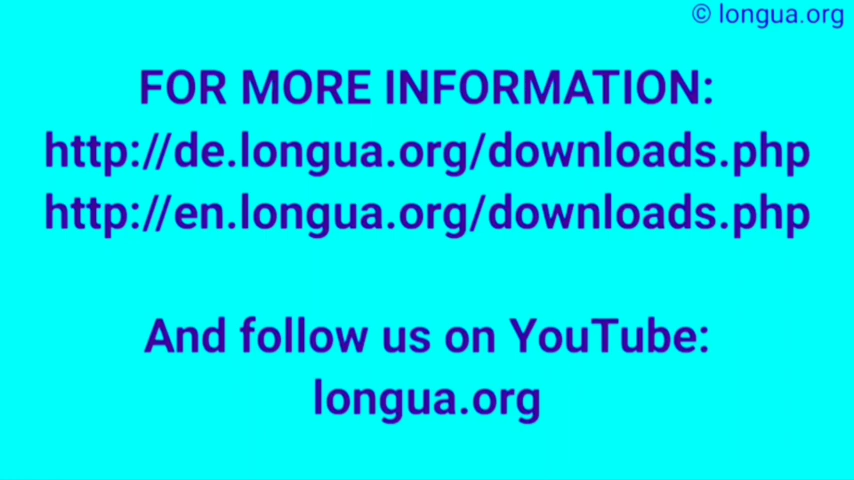 © longua.org
FOR MORE INFORMATION:
http://de.longua.org/downloads.php
http://en.longua.org/downloads.php
And follow us on YouTube:
longua.org